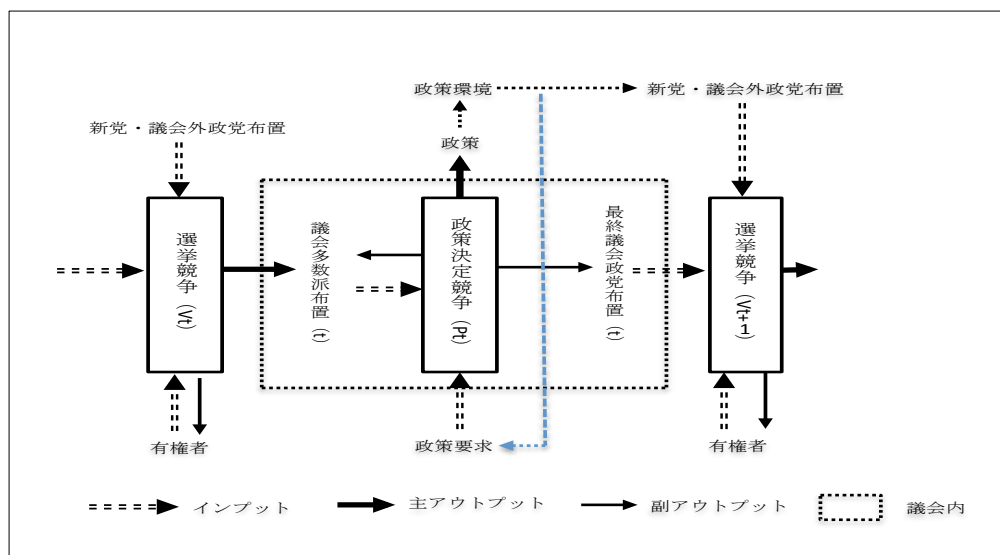 政策環境
新党・議会外政党布置
新党・議会外政党布置
政策
選挙競争（Vt）
議会多数派布置（t）
政策決定競争（Pt）
最終議会政党布置（t）
選挙競争（Vt+1）
有権者
政策要求
有権者
インプット
主アウトプット
副アウトプット
議会内